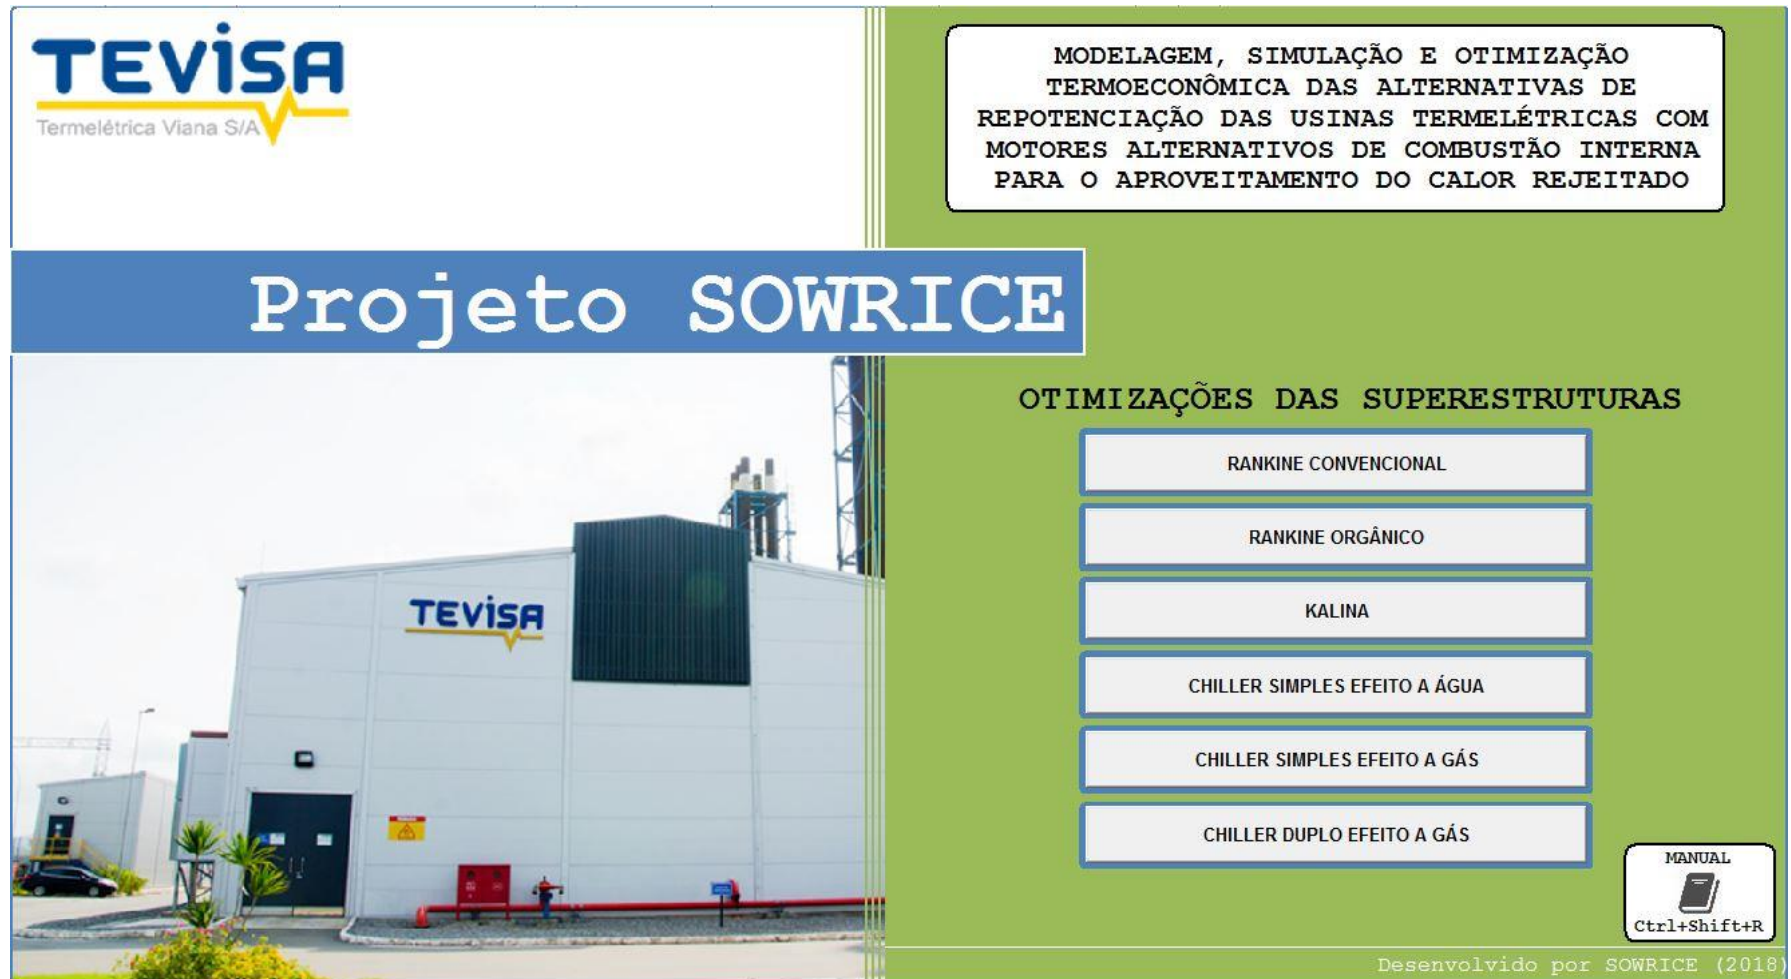 TEVISA
Termelétrica Viana S/A
MODELAGEM, SIMULAÇÃO E OTIMIZAÇÃO
TERMOECONÔMICA DAS ALTERNATIVAS DE
REPOTENCIAÇÃO DAS USINAS TERMELÉTRICAS COM
MOTORES ALTERNATIVOS DE COMBUSTÃO INTERNA
PARA O APROVEITAMENTO DO CALOR REJEITADO
Projeto SOWRICE
TEVISA
OTIMIZAÇÕES DAS SUPERESTRUTURAS
RANKINE CONVENCIONAL
RANKINE ORGÂNICO
KALINA
CHILLER SIMPLES EFEITO A ÁGUA
CHILLER SIMPLES EFEITO A GÁS
CHILLER DUPLO EFEITO A GÁS
MANUAL
Ctrl+Shift+R
Desenvolvido por SOWRICE (2018)